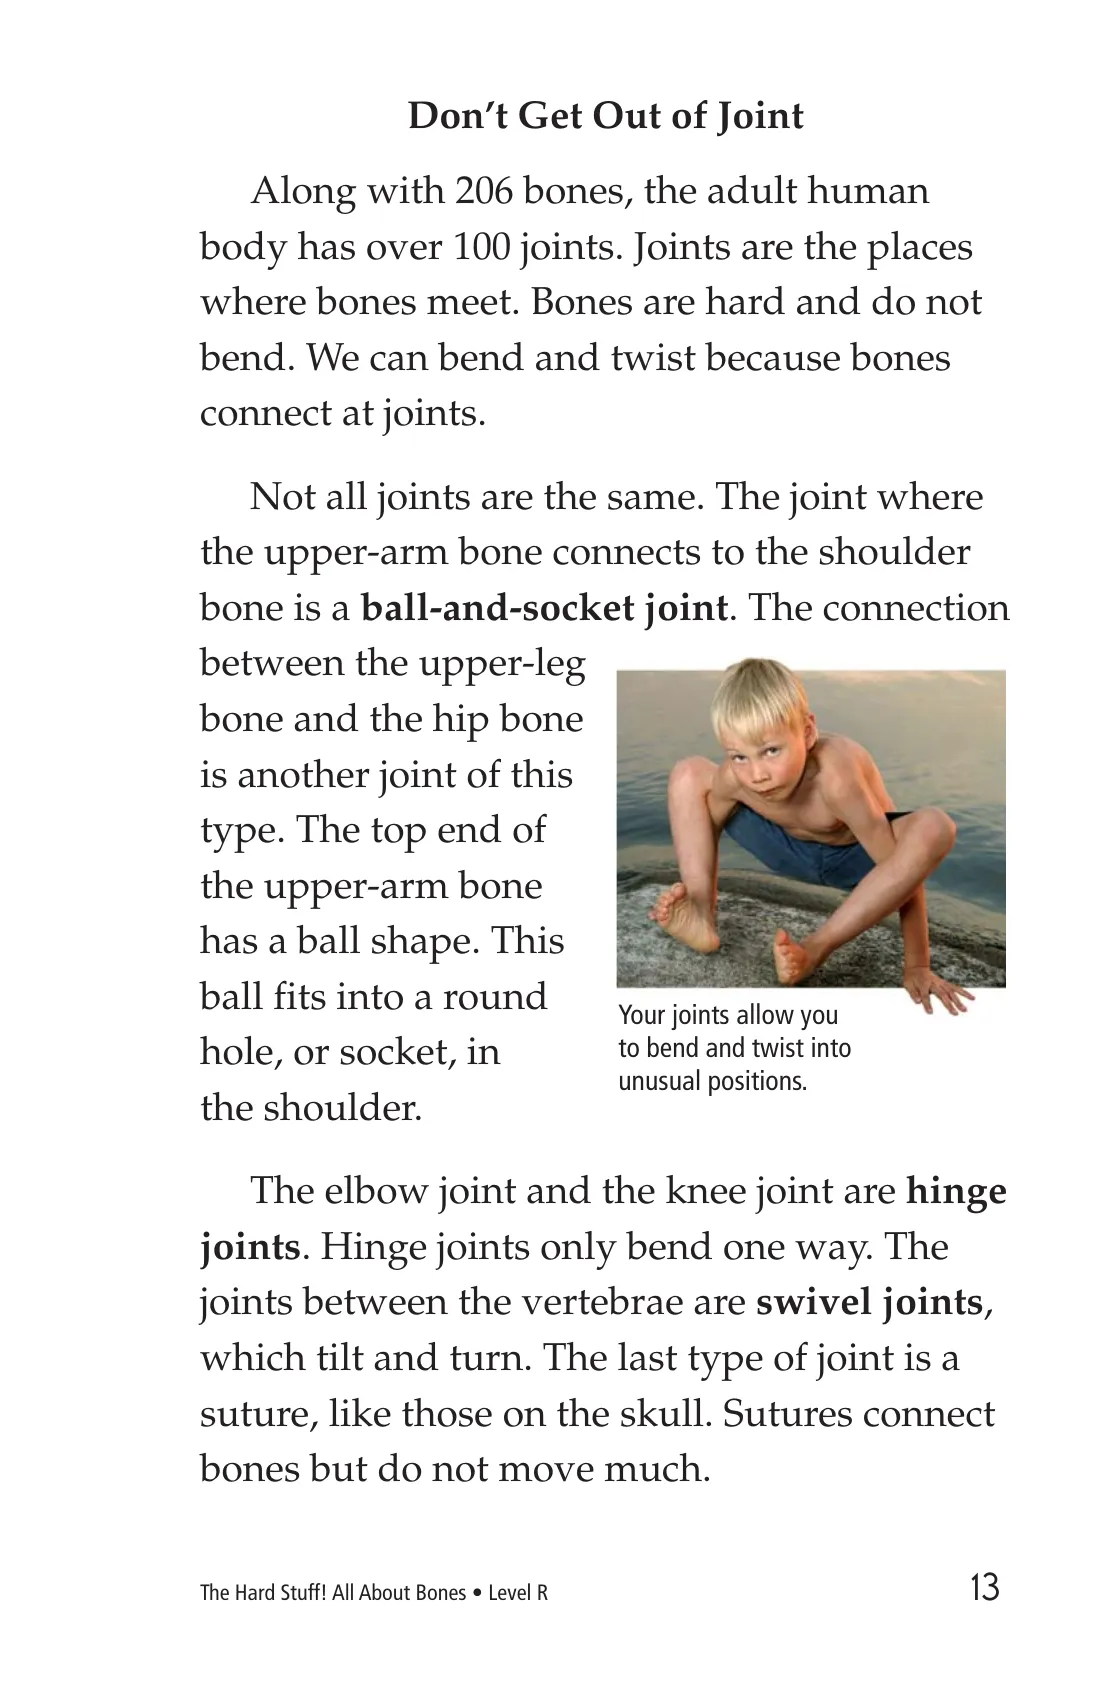 Don’t Get Out of Joint
Along with 206 bones, the adult human
body has over 100 joints. Joints are the places
where bones meet. Bones are hard and do not
bend. We can bend and twist because bones
connect at joints.
Not all joints are the same. The joint where
the upper-arm bone connects to the shoulder
bone is a ball-and-socket joint. The connection
between the upper-leg
bone and the hip bone
is another joint of this
type. The top end of
the upper-arm bone
has a ball shape. This
ball fits into a round
hole, or socket, in
the shoulder.
Your joints allow you
to bend and twist into
unusual positions.
The elbow joint and the knee joint are hinge
joints. Hinge joints only bend one way. The
joints between the vertebrae are swivel joints,
which tilt and turn. The last type of joint is a
suture, like those on the skull. Sutures connect
bones but do not move much.
The Hard Stuff! All About Bones • Level R
13